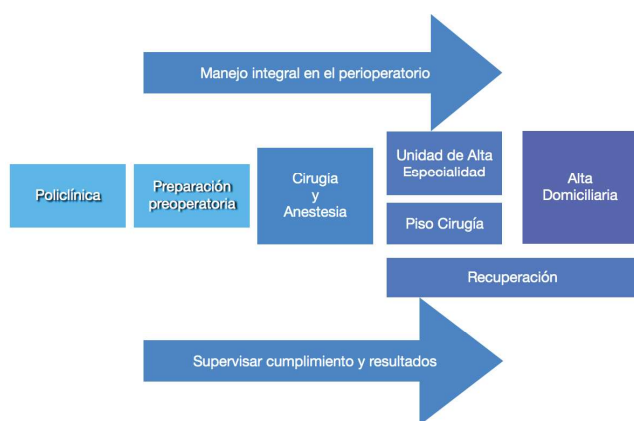 Manejo integral en el perioperatorio
Policlínica
Preparación
preoperatoria
Cirugia
y
Anestesia
Unidad de Alta
Especialidad
Piso Cirugía
Alta
Domiciliaria
Recuperación
Supervisar cumplimiento y resultados